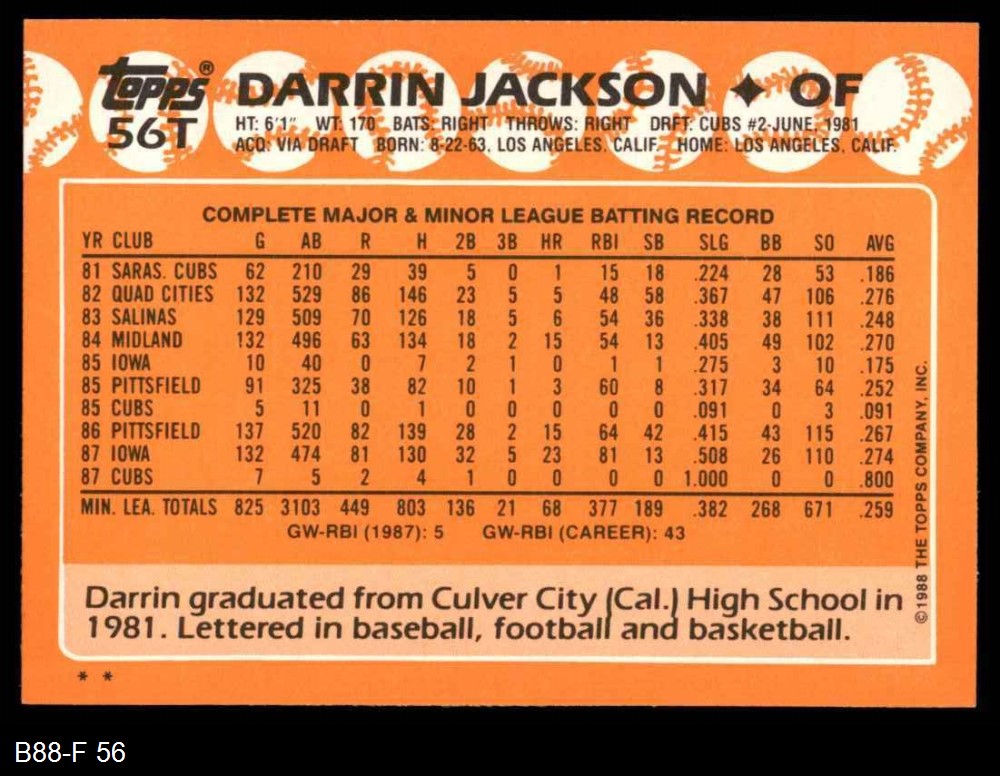 topps®
56T
DARRIN JACKSON ✦ OF
HT: 6'1" WT: 170 BATS: RIGHT THROWS: RIGHT DRFT: CUBS #2-JUNE, 1981
ACQ: VIA DRAFT BORN: 8-22-63, LOS ANGELES, CALIF. HOME: LOS ANGELES, CALIF.
COMPLETE MAJOR & MINOR LEAGUE BATTING RECORD
YR CLUB G AB R H 2B 3B HR RBI SB SLG BB SO AVG
81 SARAS. CUBS 62 210 29 39 5 0 1 15 18 .224 28 53 .186
82 QUAD CITIES 132 529 86 146 23 5 5 48 58 .367 47 106 .276
83 SALINAS 129 509 70 126 18 5 6 54 36 .338 38 111 .248
84 MIDLAND 132 496 63 134 18 2 15 54 13 .405 49 102 .270
85 IOWA 10 40 0 7 2 1 0 1 1 .275 3 10 .175
85 PITTSFIELD 91 325 38 82 10 1 3 60 8 .317 34 64 .252
85 CUBS 5 11 0 1 0 0 0 0 0 .091 0 3 .091
86 PITTSFIELD 137 520 82 139 28 2 15 64 42 .415 43 115 .267
87 IOWA 132 474 81 130 32 5 23 81 13 .508 26 110 .274
87 CUBS 7 5 2 4 1 0 0 0 0 1.000 0 0 .800
MIN. LEA. TOTALS 825 3103 449 803 136 21 68 377 189 .382 268 671 .259
GW-RBI (1987): 5 GW-RBI (CAREER): 43
Darrin graduated from Culver City (Cal.) High School in
1981. Lettered in baseball, football and basketball.
©1988 THE TOPPS COMPANY, INC.
* *
B88-F 56